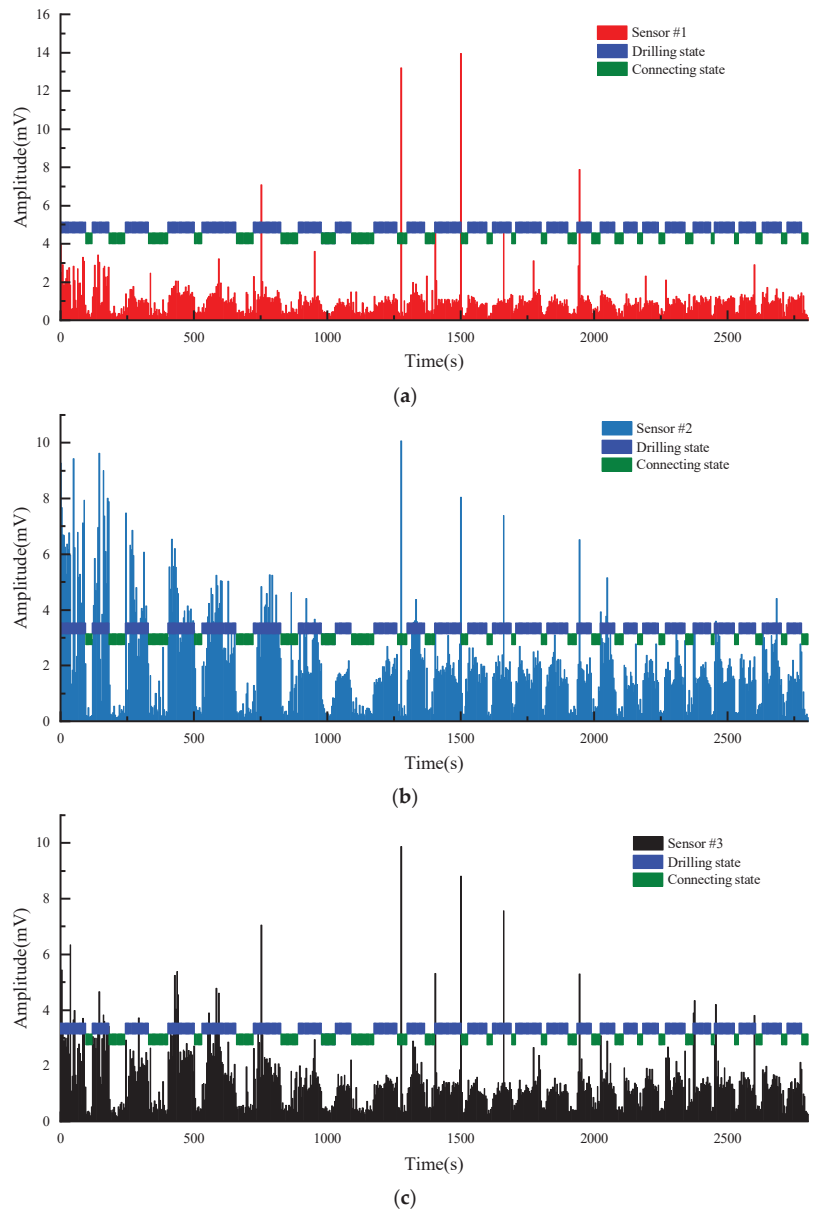 16
14
12
10
8
6
4
2
0
Amplitude(mV)
Sensor #1
Drilling state
Connecting state
0 500 1000 1500 2000 2500
Time(s)
(a)
10
8
6
4
2
0
Amplitude(mV)
Sensor #2
Drilling state
Connecting state
0 500 1000 1500 2000 2500
Time(s)
(b)
10
8
6
4
2
0
Amplitude(mV)
Sensor #3
Drilling state
Connecting state
0 500 1000 1500 2000 2500
Time(s)
(c)